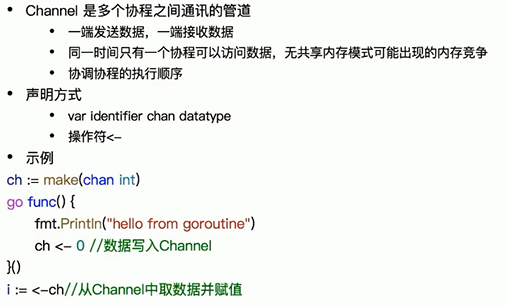 • Channel 是多个协程之间通讯的管道
• 一端发送数据，一端接收数据
• 同一时间只有一个协程可以访问数据，无共享内存模式可能出现的内存竞争
• 协调协程的执行顺序
• 声明方式
• var identifier chan datatype
• 操作符<-
• 示例
ch := make(chan int)
go func() {
fmt.Println("hello from goroutine")
ch <- 0 //数据写入Channel
}()
i := <-ch//从Channel中取数据并赋值